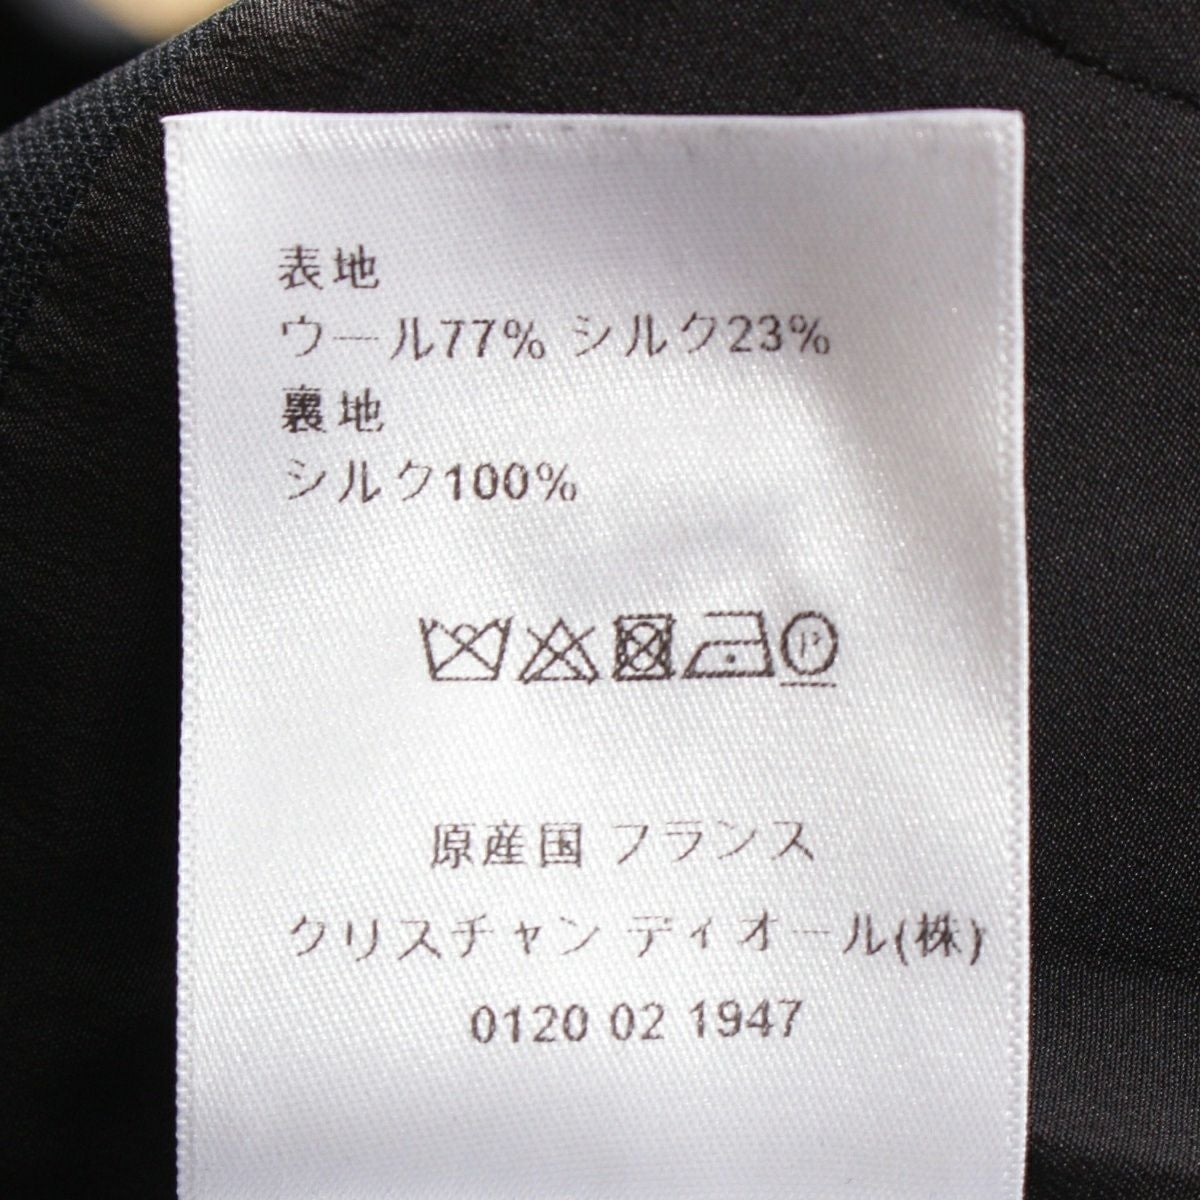 表地
ウール77% シルク23%
裏地
シルク100%
P
原産国 フランス
クリスチャン ディオール(株)
0120 02 1947